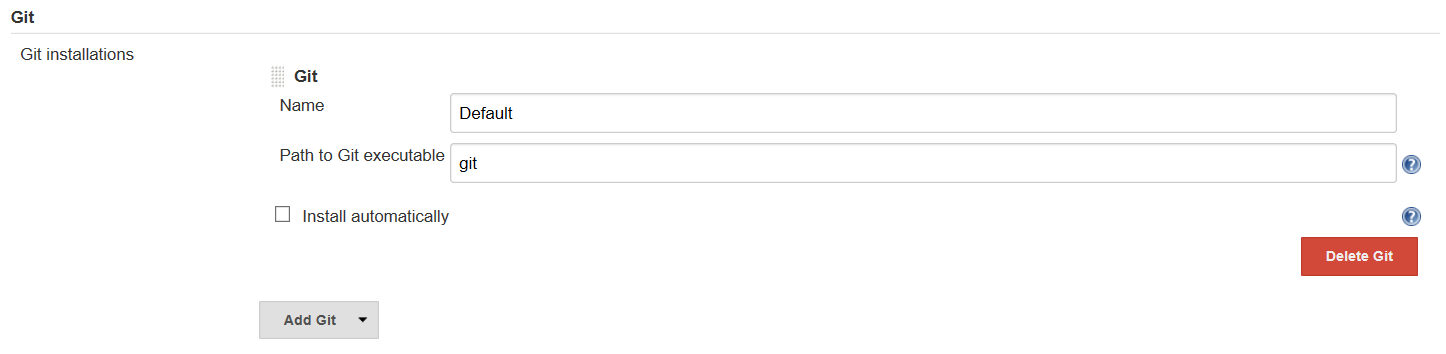 Git
Git installations
Git
Name
Default
Path to Git executable
git
?
Install automatically
?
Delete Git
Add Git